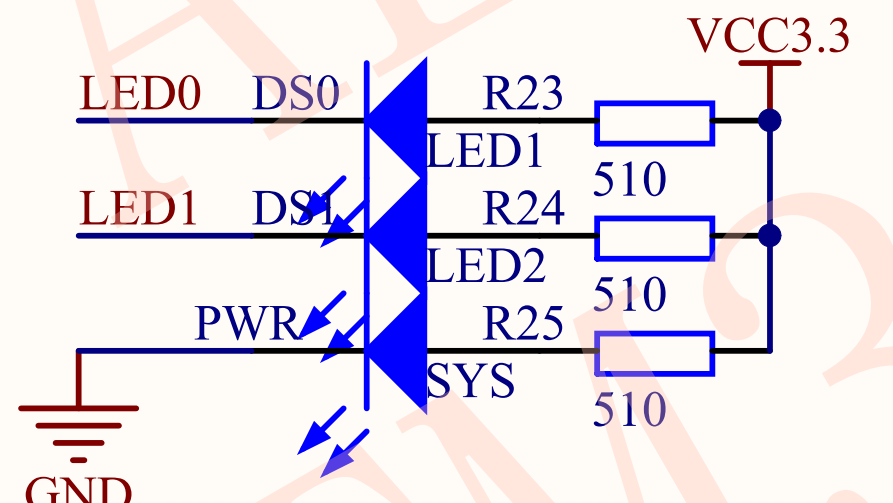 VCC3.3
LED0 DS0 R23
LED1
510
LED1 DS1 R24
LED2
510
PWR R25
SYS
510
GND